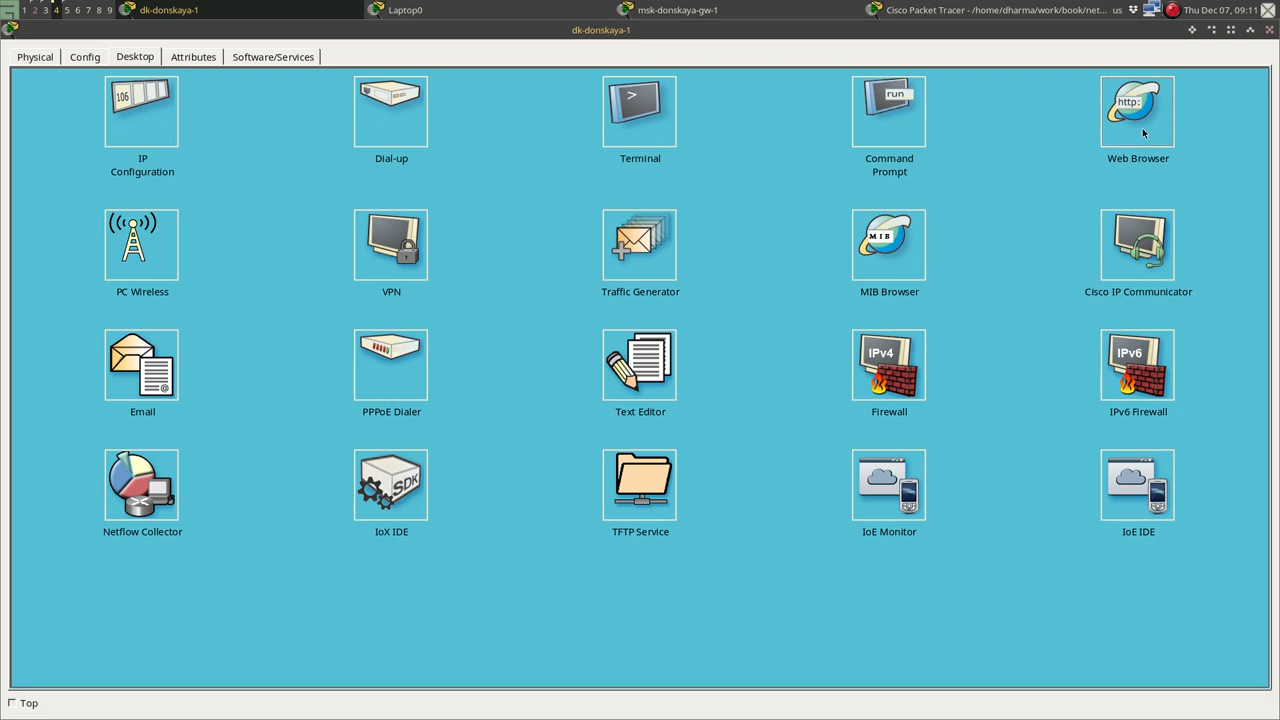 1 2 3 4 5 6 7 8 9 dk-donskaya-1 Laptop0 msk-donskaya-gw-1 Cisco Packet Tracer - /home/dharma/work/book/net... us Thu Dec 07, 09:11
dk-donskaya-1
Physical Config Desktop Attributes Software/Services
106 > run http:
IP
Configuration
Dial-up
Terminal
Command
Prompt
Web Browser
MIB
PC Wireless VPN Traffic Generator MIB Browser Cisco IP Communicator
@ IPv4 IPv6
Email PPPoE Dialer Text Editor Firewall IPv6 Firewall
SDK
Netflow Collector IoX IDE TFTP Service IoE Monitor IoE IDE
Top